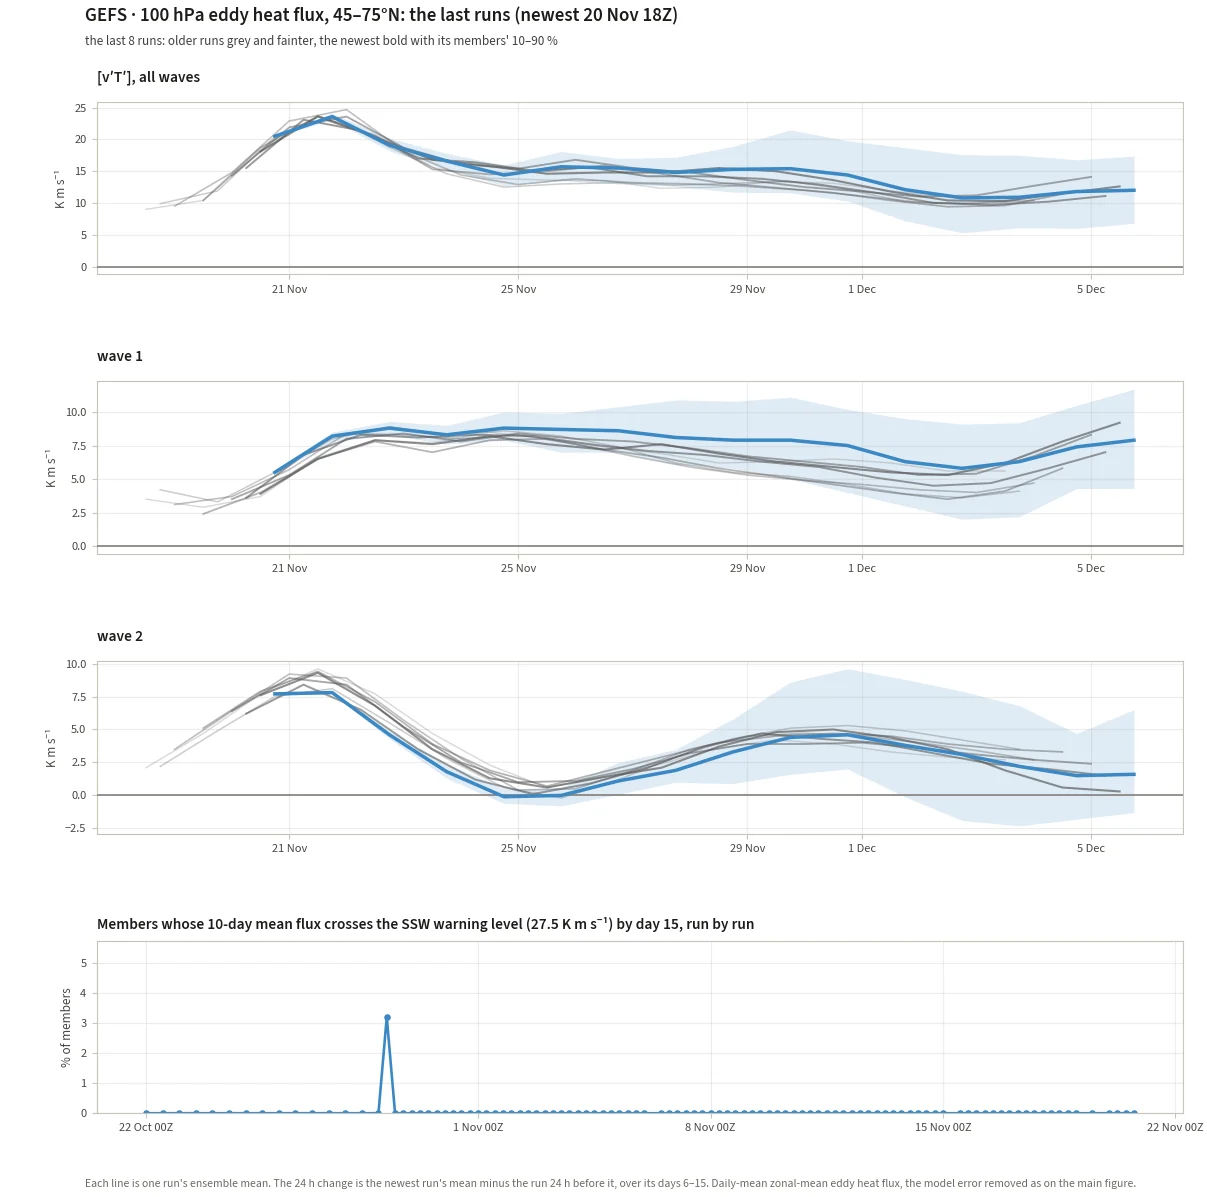 GEFS · 100 hPa eddy heat flux, 45–75°N: the last runs (newest 20 Nov 18Z)
the last 8 runs: older runs grey and fainter, the newest bold with its members' 10–90 %
[v′T′], all waves
25
20
15
10
5
0
K m s⁻¹
21 Nov 25 Nov 29 Nov 1 Dec 5 Dec
wave 1
10.0
7.5
5.0
2.5
0.0
K m s⁻¹
21 Nov 25 Nov 29 Nov 1 Dec 5 Dec
wave 2
10.0
7.5
5.0
2.5
0.0
−2.5
K m s⁻¹
21 Nov 25 Nov 29 Nov 1 Dec 5 Dec
Members whose 10-day mean flux crosses the SSW warning level (27.5 K m s⁻¹) by day 15, run by run
5
4
3
2
1
0
% of members
22 Oct 00Z 1 Nov 00Z 8 Nov 00Z 15 Nov 00Z 22 Nov 00Z
Each line is one run's ensemble mean. The 24 h change is the newest run's mean minus the run 24 h before it, over its days 6–15. Daily-mean zonal-mean eddy heat flux, the model error removed as on the main figure.